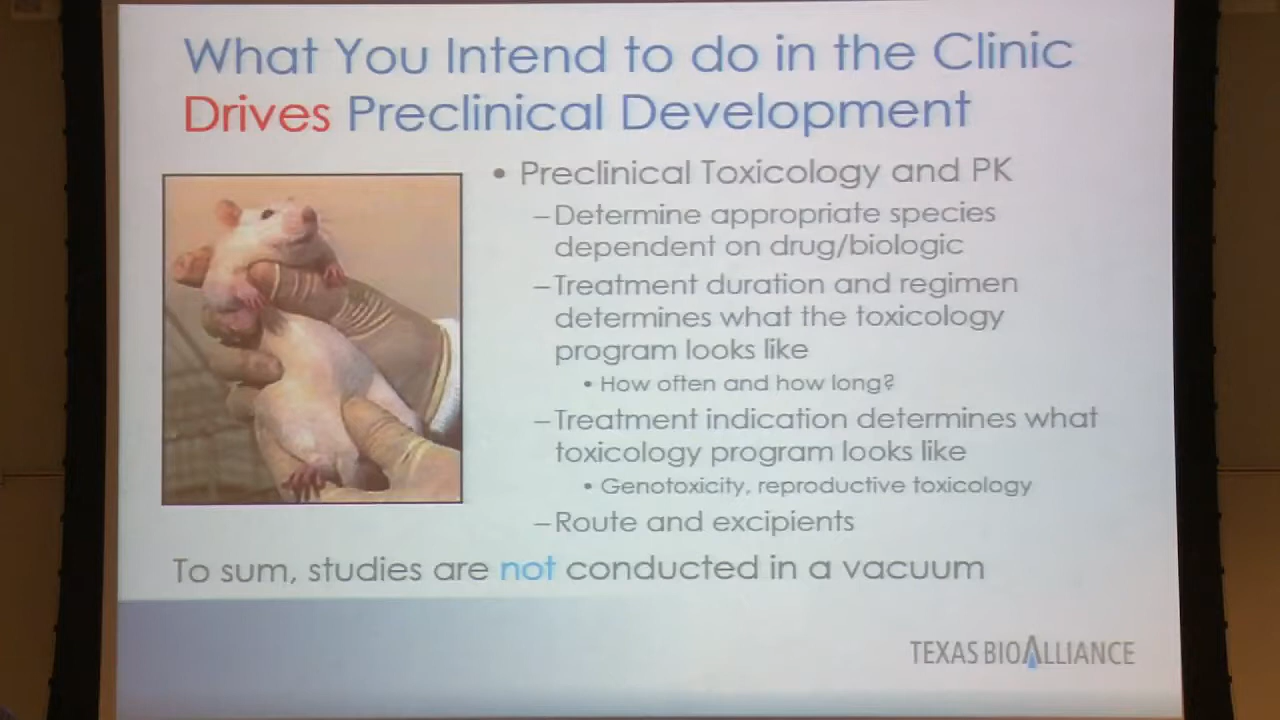 What You Intend to do in the Clinic
Drives Preclinical Development
• Preclinical Toxicology and PK
–Determine appropriate species
dependent on drug/biologic
–Treatment duration and regimen
determines what the toxicology
program looks like
• How often and how long?
–Treatment indication determines what
toxicology program looks like
• Genotoxicity, reproductive toxicology
–Route and excipients
To sum, studies are not conducted in a vacuum
TEXAS BIOALLIANCE